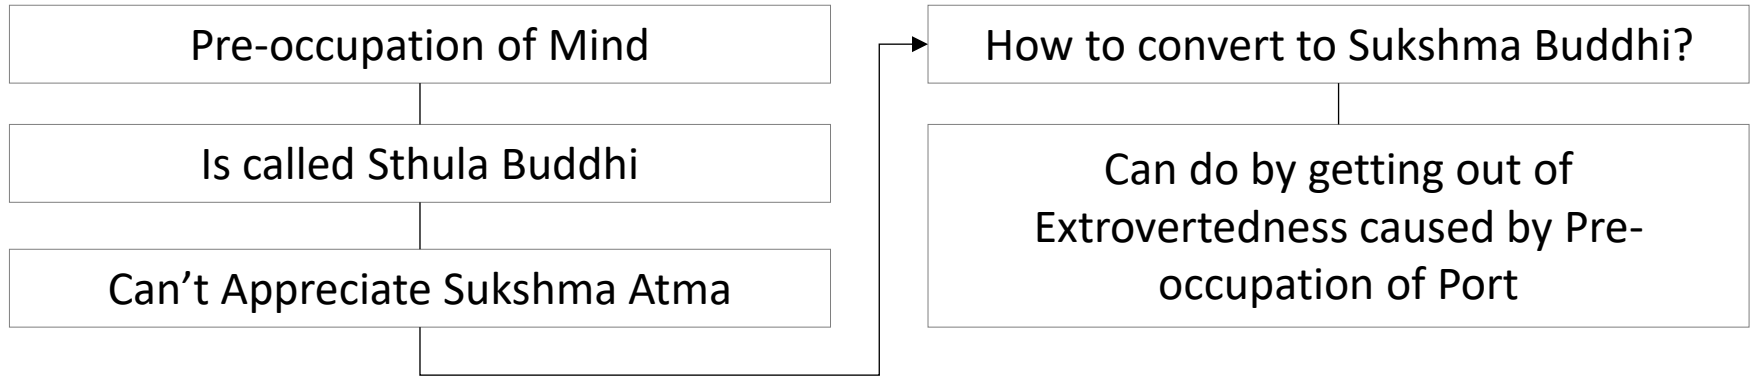 Pre-occupation of Mind
Is called Sthula Buddhi
Can't Appreciate Sukshma Atma
How to convert to Sukshma Buddhi?
Can do by getting out of
Extrovertedness caused by Pre-
occupation of Port